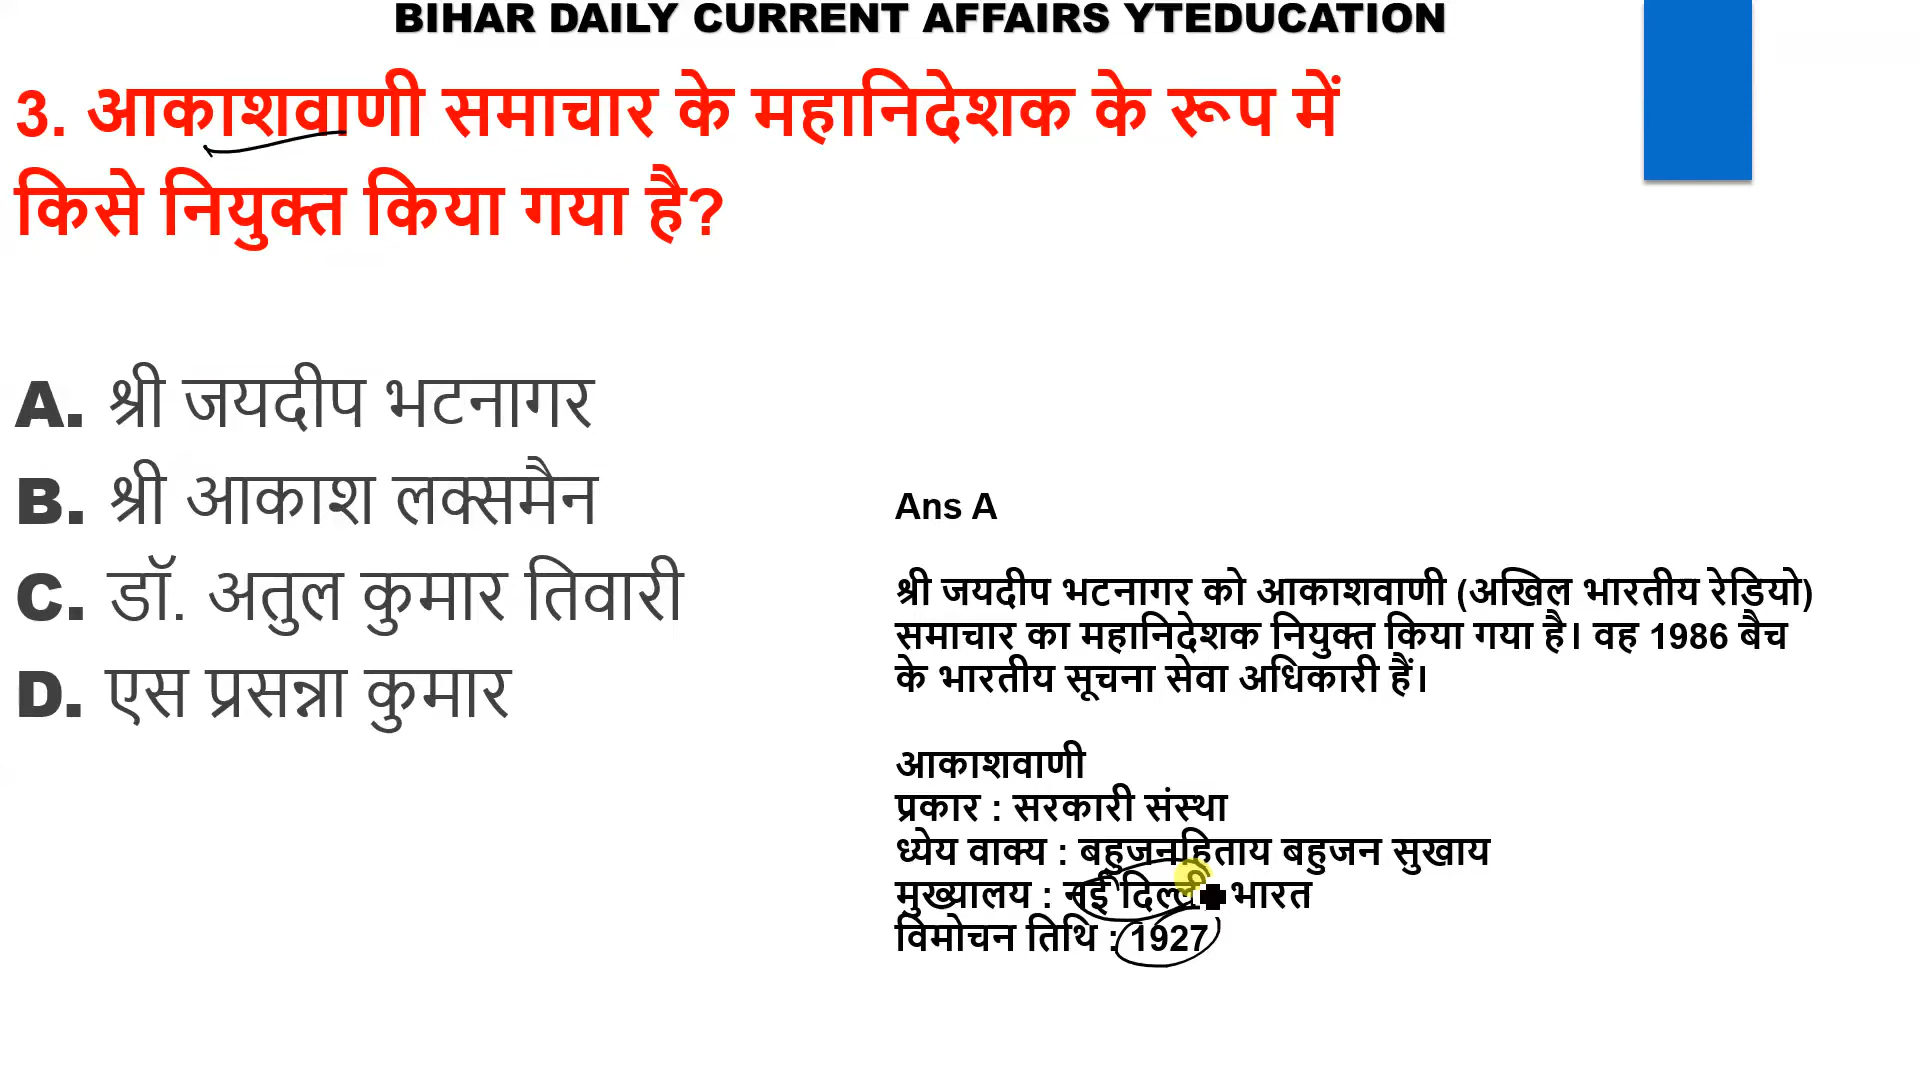 BIHAR DAILY CURRENT AFFAIRS YTEDUCATION
3. आकाशवाणी समाचार के महानिदेशक के रूप में
किसे नियुक्त किया गया है?
A. श्री जयदीप भटनागर
B. श्री आकाश लक्समैन
C. डॉ. अतुल कुमार तिवारी
D. एस प्रसन्ना कुमार
Ans A
श्री जयदीप भटनागर को आकाशवाणी (अखिल भारतीय रेडियो)
समाचार का महानिदेशक नियुक्त किया गया है। वह 1986 बैच
के भारतीय सूचना सेवा अधिकारी हैं।
आकाशवाणी
प्रकार : सरकारी संस्था
ध्येय वाक्य : बहुजनहिताय बहुजन सुखाय
मुख्यालय : नई दिल्ली भारत
विमोचन तिथि : 1927